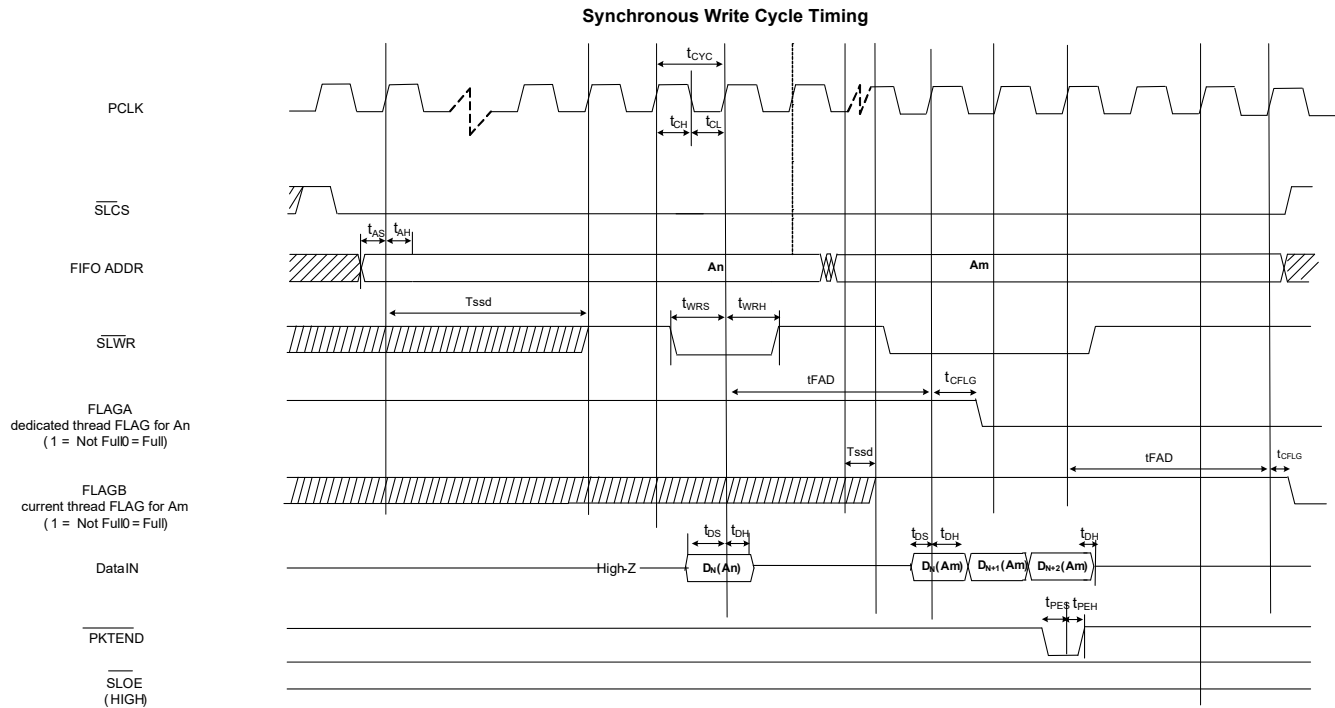 Synchronous Write Cycle Timing
tCYC
PCLK
tCH tCL
SLCS
tAS tAH
FIFO ADDR An Am
Tssd tWRS tWRH
SLWR
tFAD tCFLG
FLAGA
dedicated thread FLAG for An
( 1 = Not Full0 = Full)
Tssd tFAD tCFLG
FLAGB
current thread FLAG for Am
( 1 = Not Full0 = Full)
tDS tDH tDS tDH tDH
DataIN High-Z DN(An) DN(Am) DN+1(Am) DN+2(Am)
tPES tPEH
PKTEND
SLOE
(HIGH)